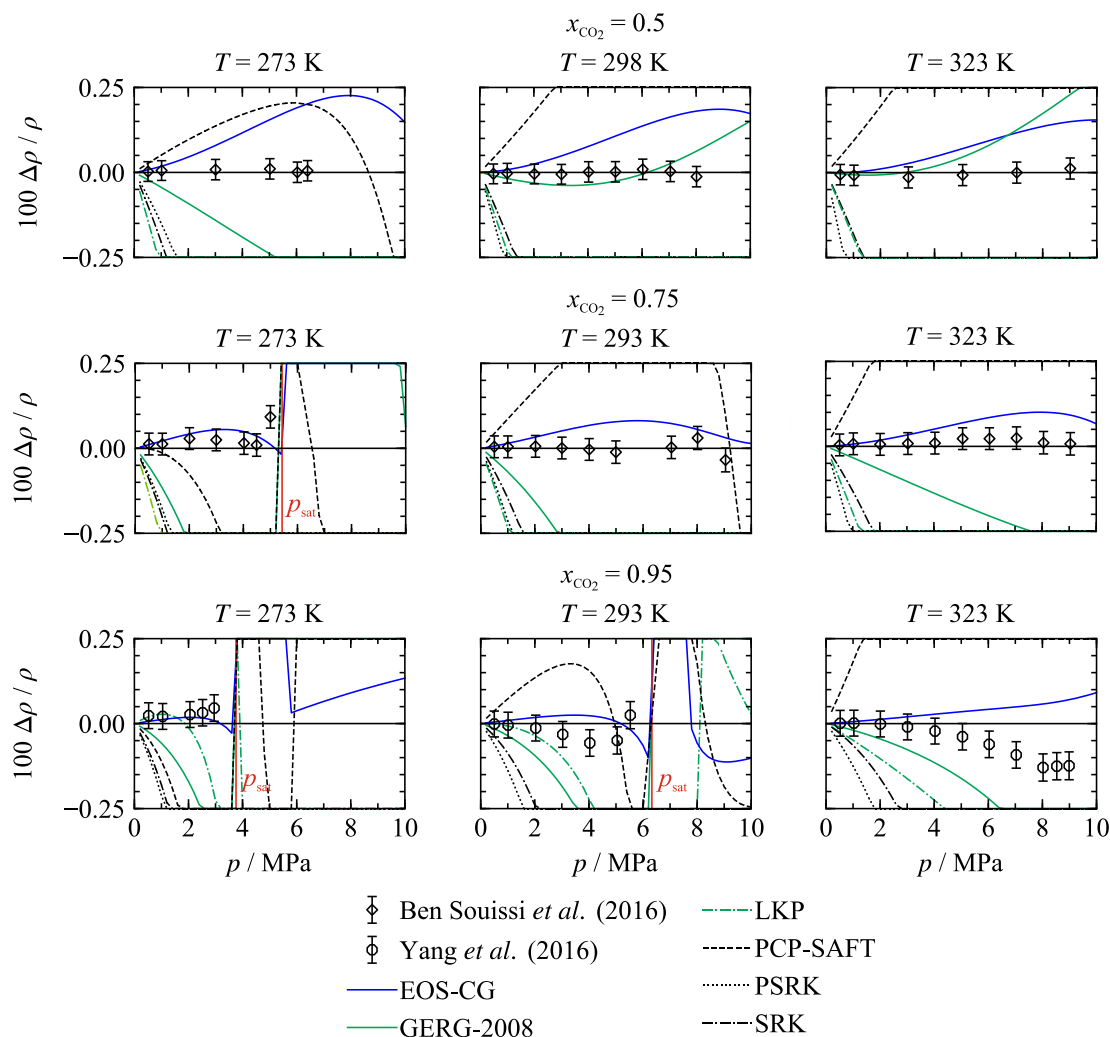 x_CO₂ = 0.5
T = 273 K T = 298 K T = 323 K
0.25
0.00
−0.25
100 Δρ / ρ
x_CO₂ = 0.75
T = 273 K T = 293 K T = 323 K
0.25
0.00
−0.25
100 Δρ / ρ
p_sat
x_CO₂ = 0.95
T = 273 K T = 293 K T = 323 K
0.25
0.00
−0.25
100 Δρ / ρ
p_sat p_sat
0 2 4 6 8 10 0 2 4 6 8 10 0 2 4 6 8 10
p / MPa p / MPa p / MPa
Ben Souissi et al. (2016)
Yang et al. (2016)
EOS-CG
GERG-2008
LKP
PCP-SAFT
PSRK
SRK